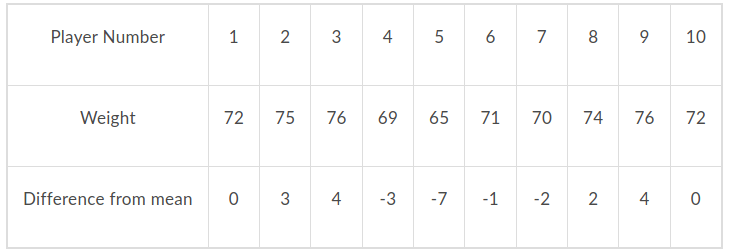 Player Number 1 2 3 4 5 6 7 8 9 10
Weight 72 75 76 69 65 71 70 74 76 72
Difference from mean 0 3 4 -3 -7 -1 -2 2 4 0